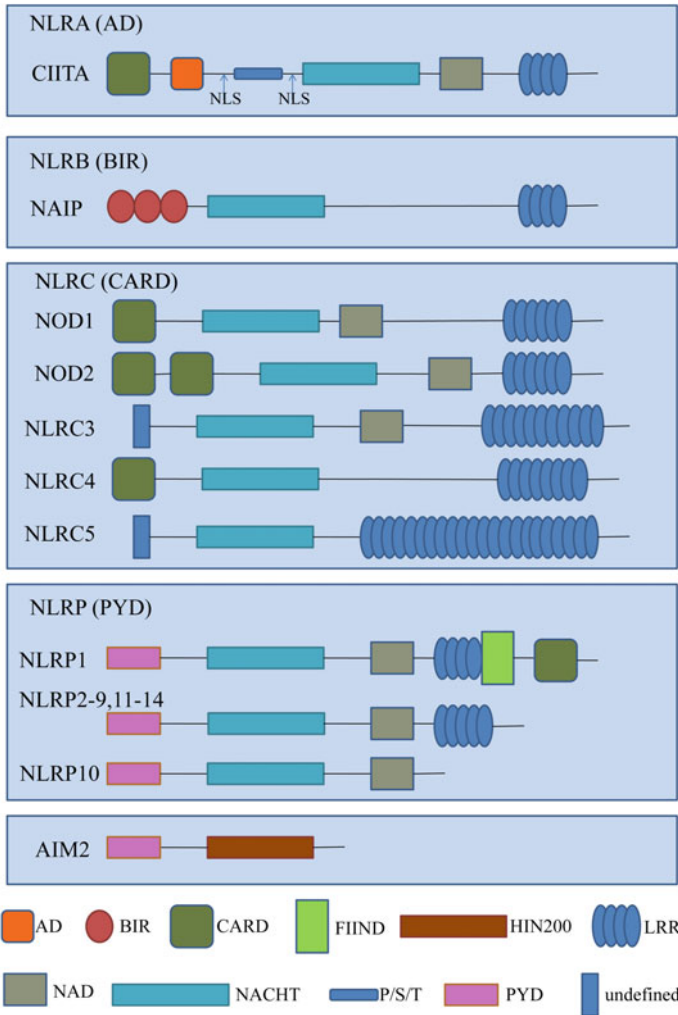 NLRA (AD)
CIITA
NLS NLS
NLRB (BIR)
NAIP
NLRC (CARD)
NOD1
NOD2
NLRC3
NLRC4
NLRC5
NLRP (PYD)
NLRP1
NLRP2-9,11-14
NLRP10
AIM2
AD BIR CARD FIIND HIN200 LRR
NAD NACHT P/S/T PYD undefined